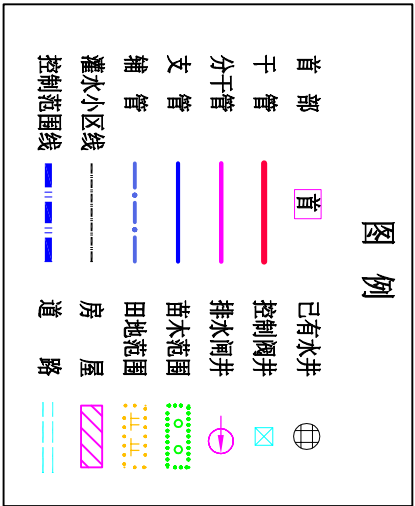 图 例
首 部 首 已有水井
干 管 控制阀井
分干管 排水闸井
支 管 苗木范围
辅 管 田地范围
灌水小区线 房 屋
控制范围线 道 路